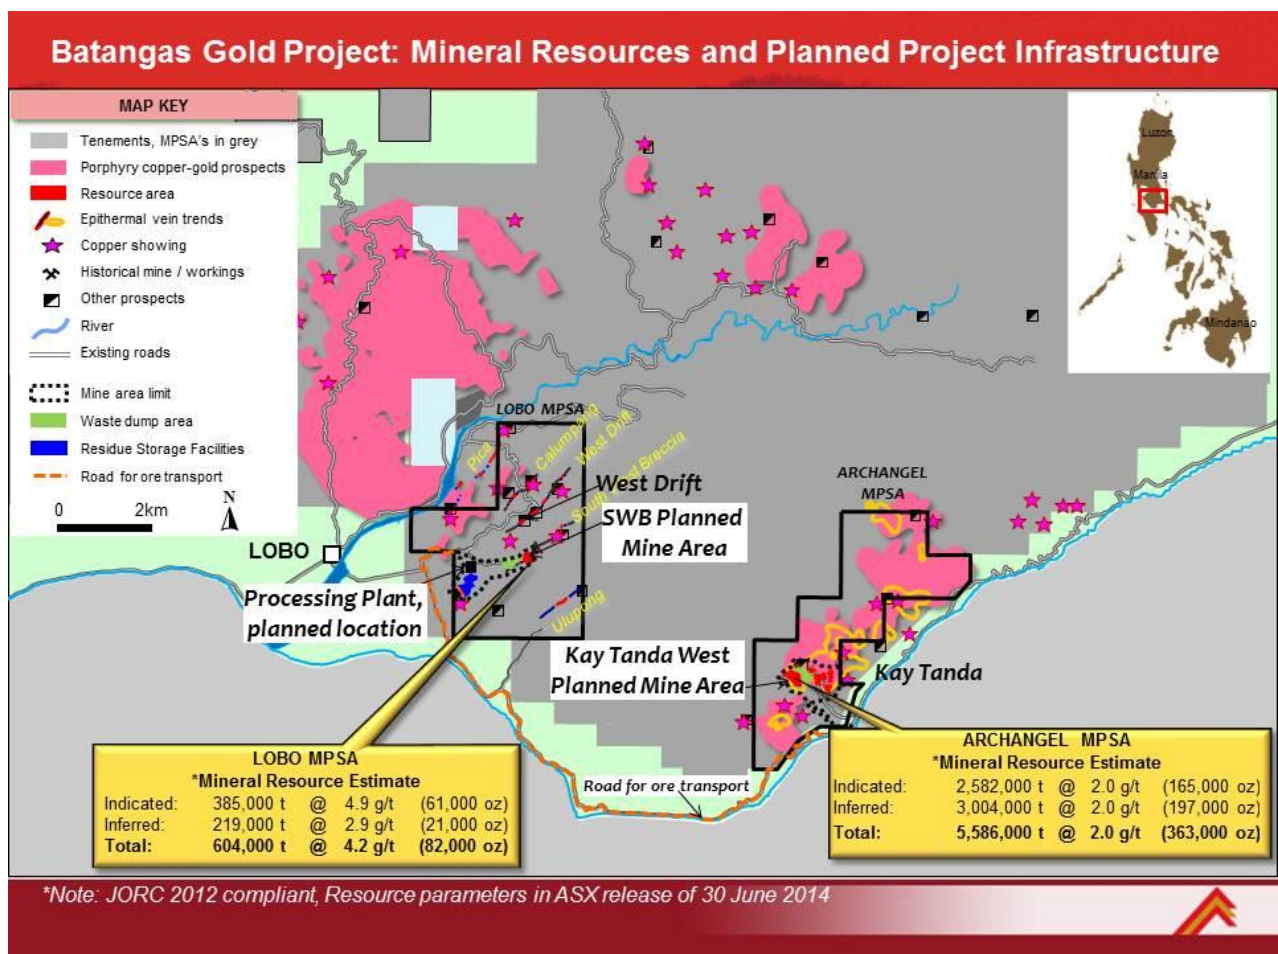 Batangas Gold Project: Mineral Resources and Planned Project Infrastructure
MAP KEY
Tenements, MPSA's in grey
Porphyry copper-gold prospects
Resource area
Epithermal vein trends
Copper showing
Historical mine / workings
Other prospects
River
Existing roads
Mine area limit
Waste dump area
Residue Storage Facilities
Road for ore transport
0 2km
N
Luzon
Manila
Mindanao
LOBO MPSA
Pica
Calumpang
West Drift
South West Breccia
West Drift
SWB Planned
Mine Area
LOBO
Processing Plant,
planned location
Ulupong
ARCHANGEL
MPSA
Kay Tanda West
Planned Mine Area
Kay Tanda
Road for ore transport
LOBO MPSA
*Mineral Resource Estimate
Indicated: 385,000 t @ 4.9 g/t (61,000 oz)
Inferred: 219,000 t @ 2.9 g/t (21,000 oz)
Total: 604,000 t @ 4.2 g/t (82,000 oz)
ARCHANGEL MPSA
*Mineral Resource Estimate
Indicated: 2,582,000 t @ 2.0 g/t (165,000 oz)
Inferred: 3,004,000 t @ 2.0 g/t (197,000 oz)
Total: 5,586,000 t @ 2.0 g/t (363,000 oz)
*Note: JORC 2012 compliant, Resource parameters in ASX release of 30 June 2014